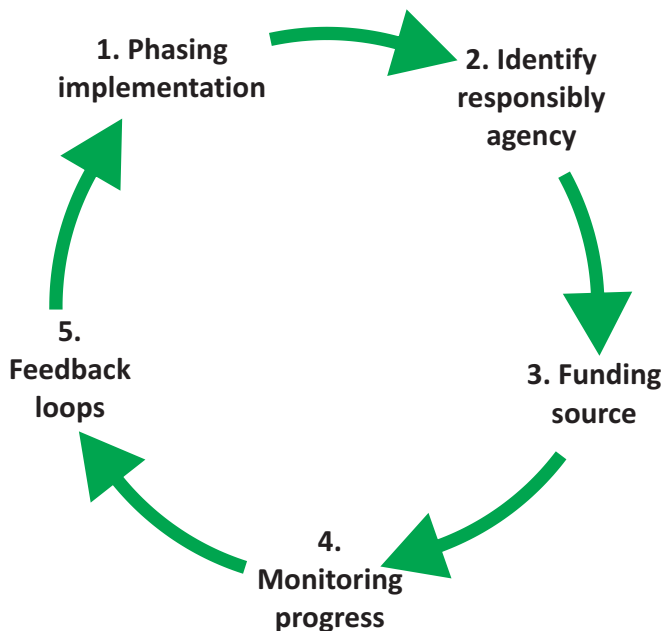 1. Phasing
implementation
2. Identify
responsibly
agency
3. Funding
source
4.
Monitoring
progress
5.
Feedback
loops